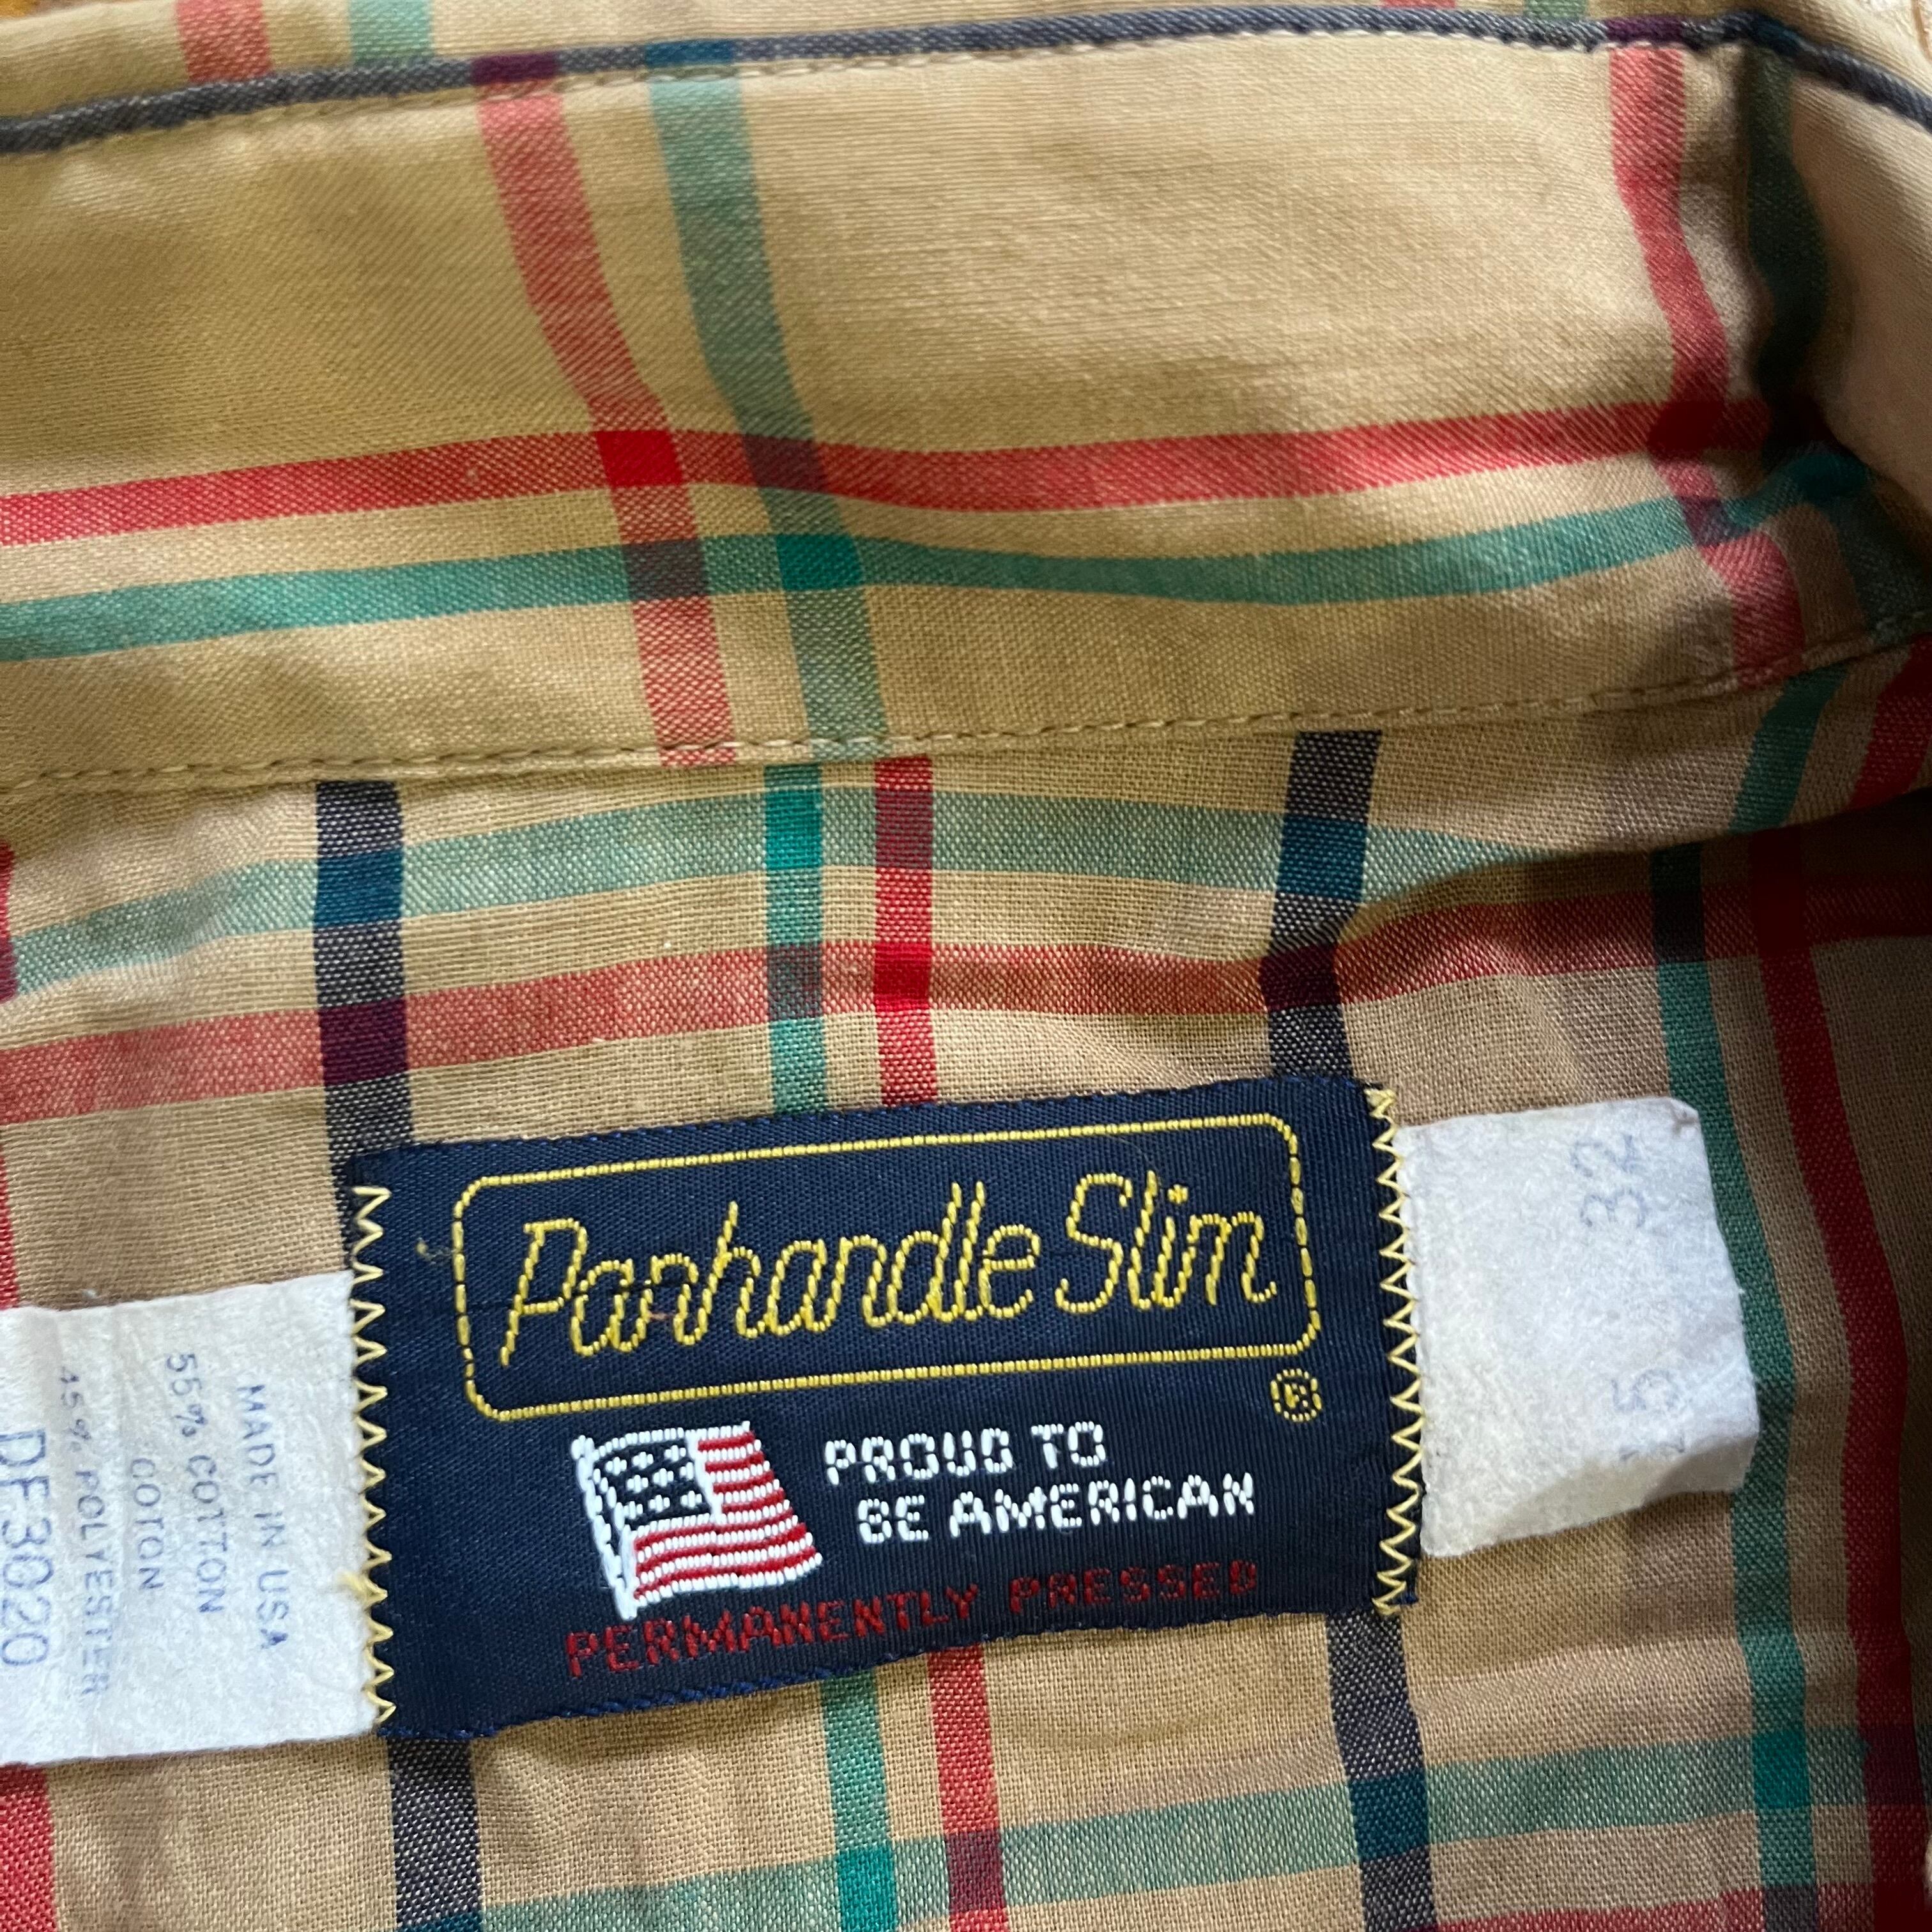 Panhandle Slim
®
PROUD TO
BE AMERICAN
PERMANENTLY PRESSED
MADE IN USA
55% COTTON
COTON
45% POLYESTER
DF3020
32